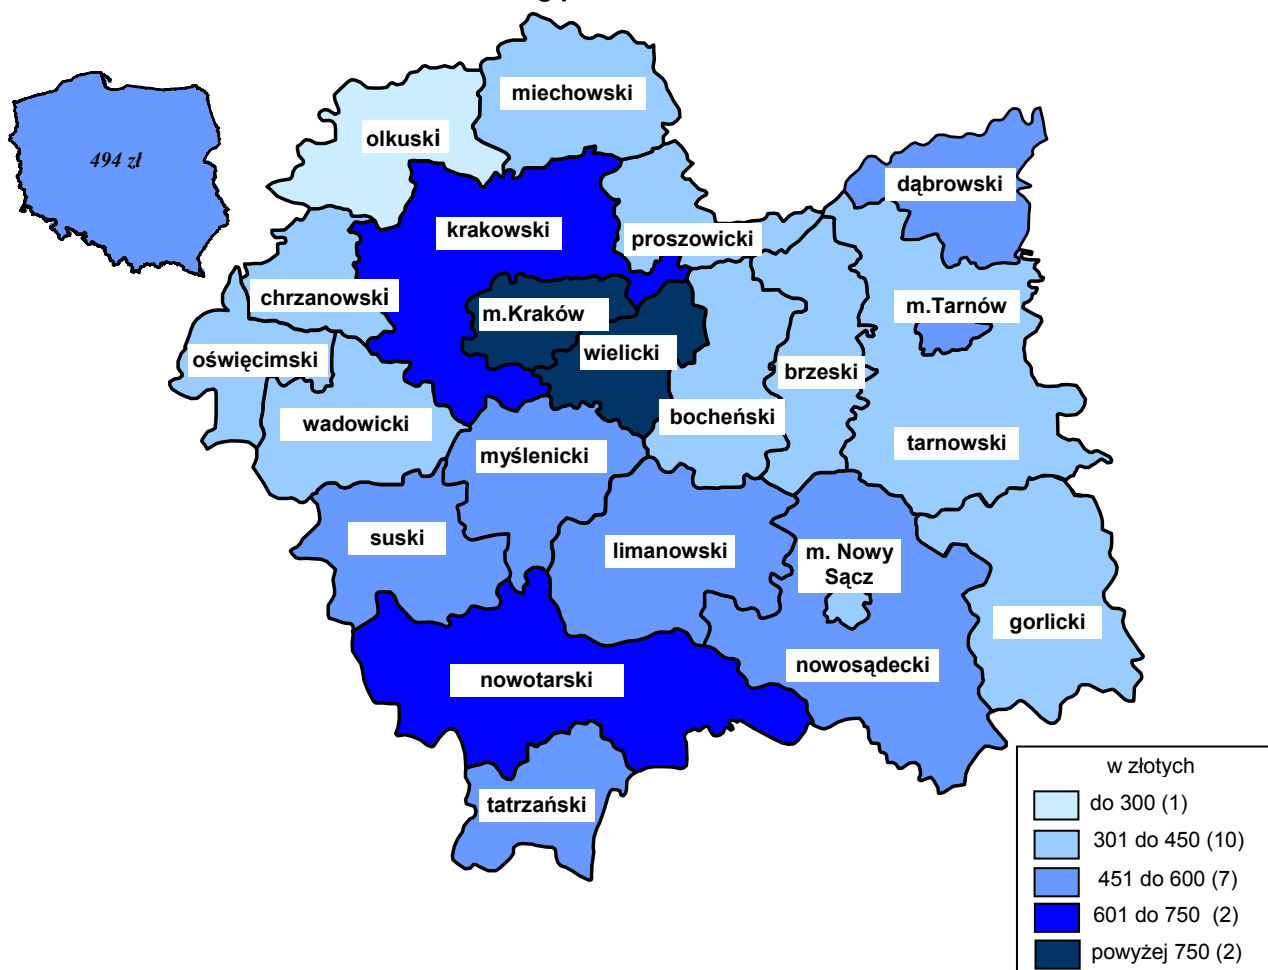 miechowski
olkuski
494 zł
dąbrowski
krakowski
proszowicki
chrzanowski
m.Kraków
m.Tarnów
oświęcimski
wielicki
brzeski
wadowicki
bocheński
tarnowski
myślenicki
suski
limanowski
m. Nowy
Sącz
gorlicki
nowosądecki
nowotarski
tatrzański
w złotych
do 300 (1)
301 do 450 (10)
451 do 600 (7)
601 do 750 (2)
powyżej 750 (2)